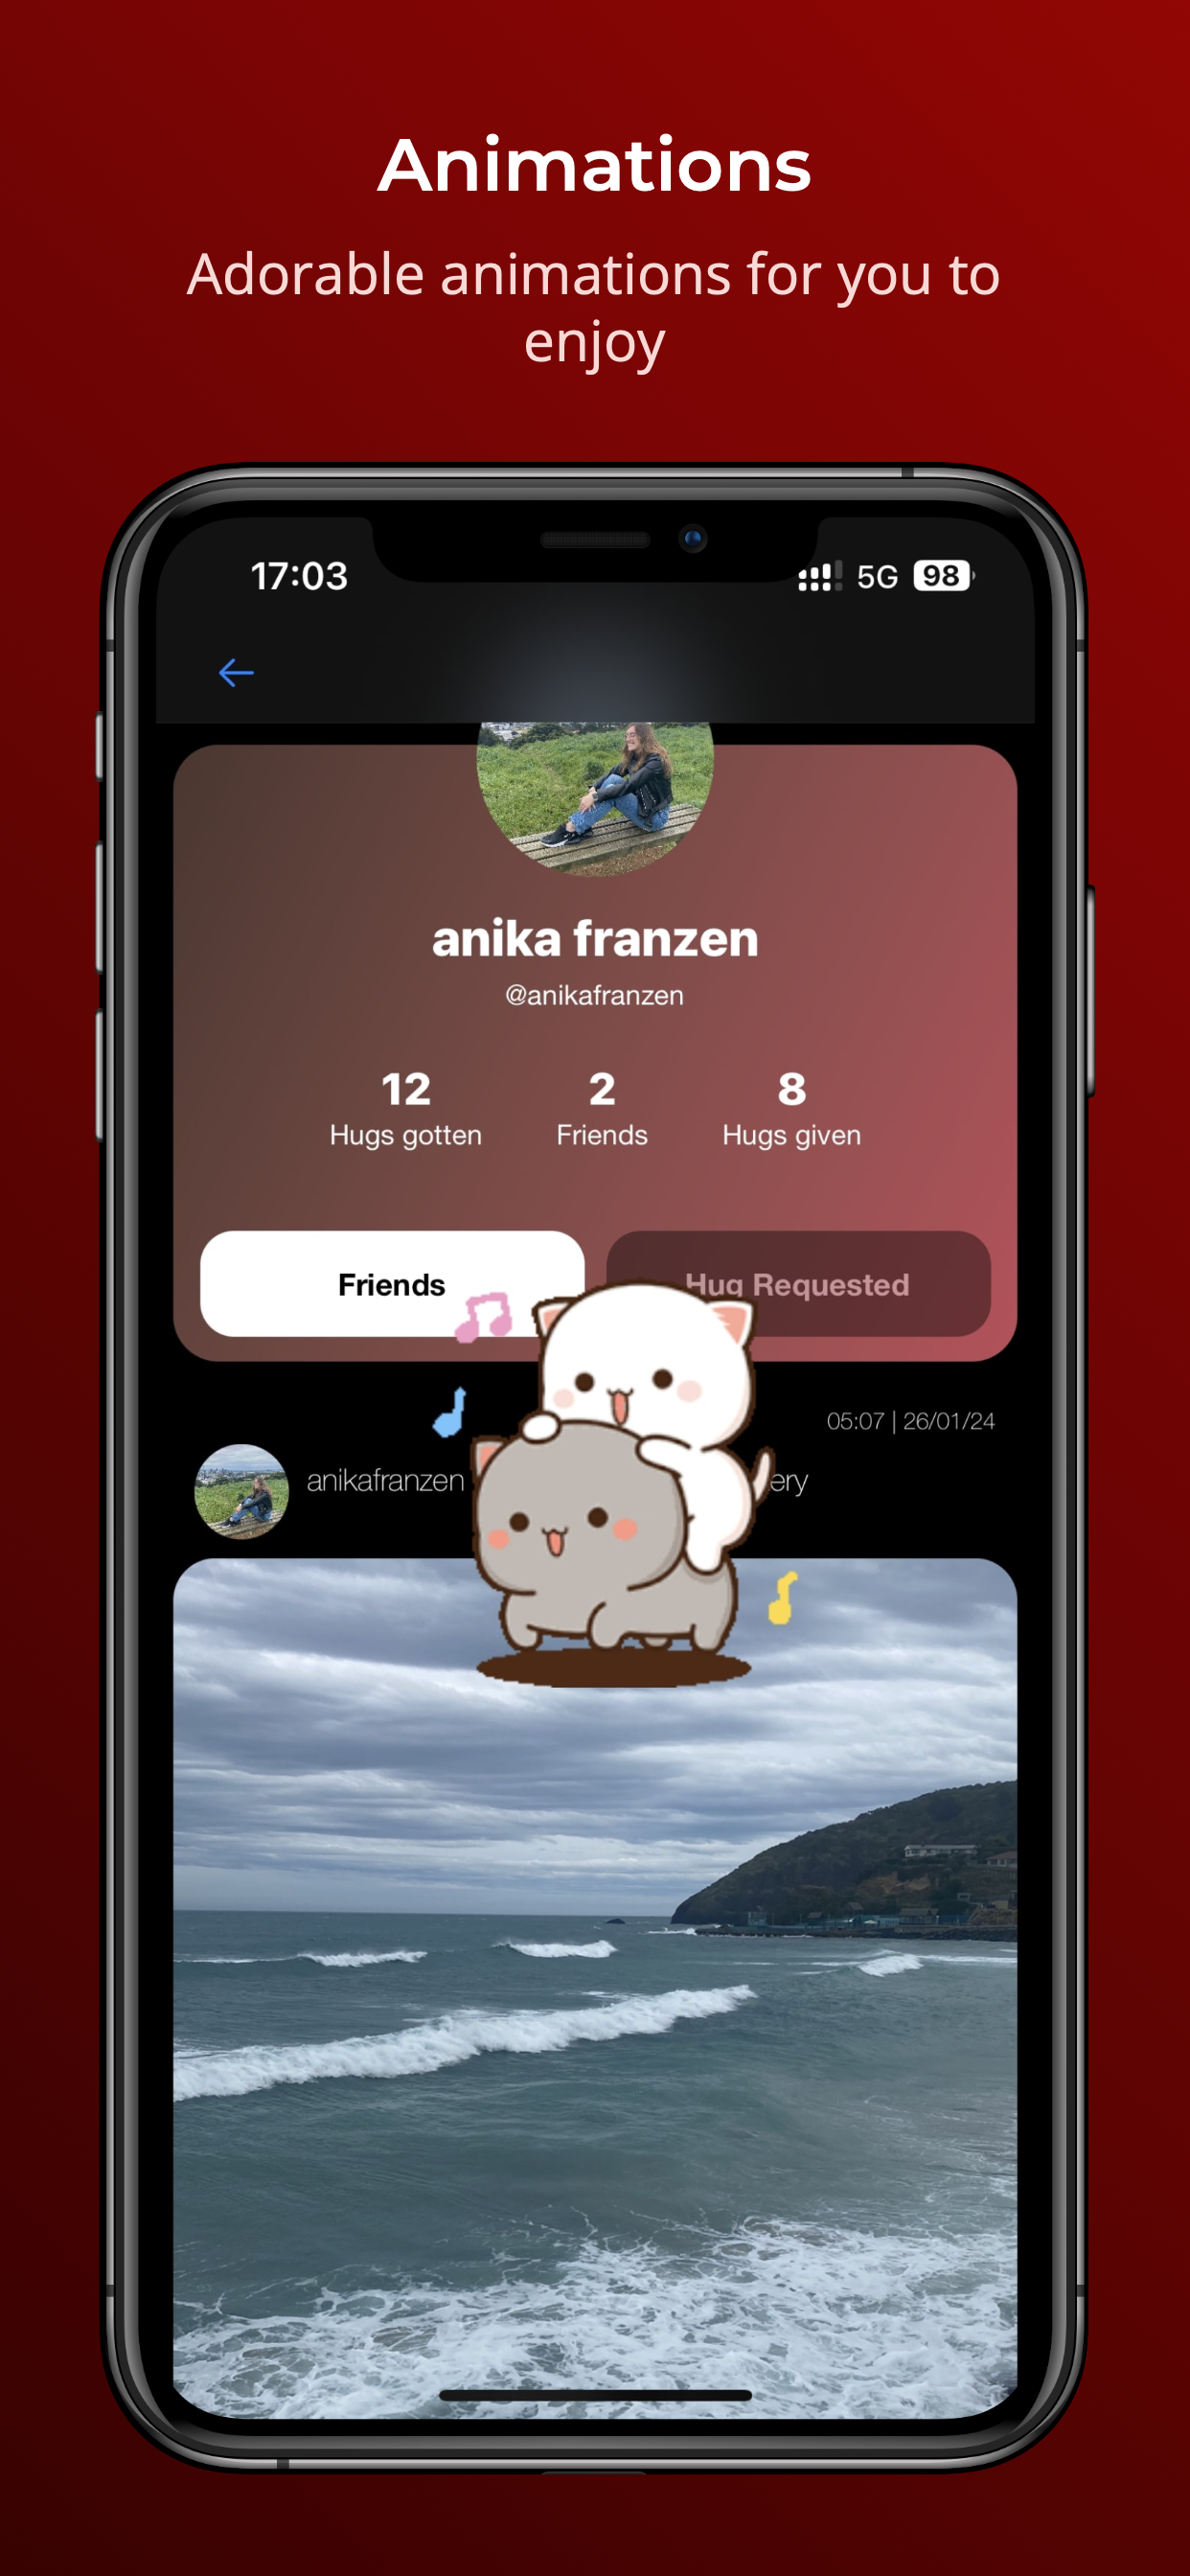 Animations
Adorable animations for you to
enjoy
17:03
5G 98
anika franzen
@anikafranzen
12 2 8
Hugs gotten Friends Hugs given
Friends Hug Requested
05:07 | 26/01/24
anikafranzen